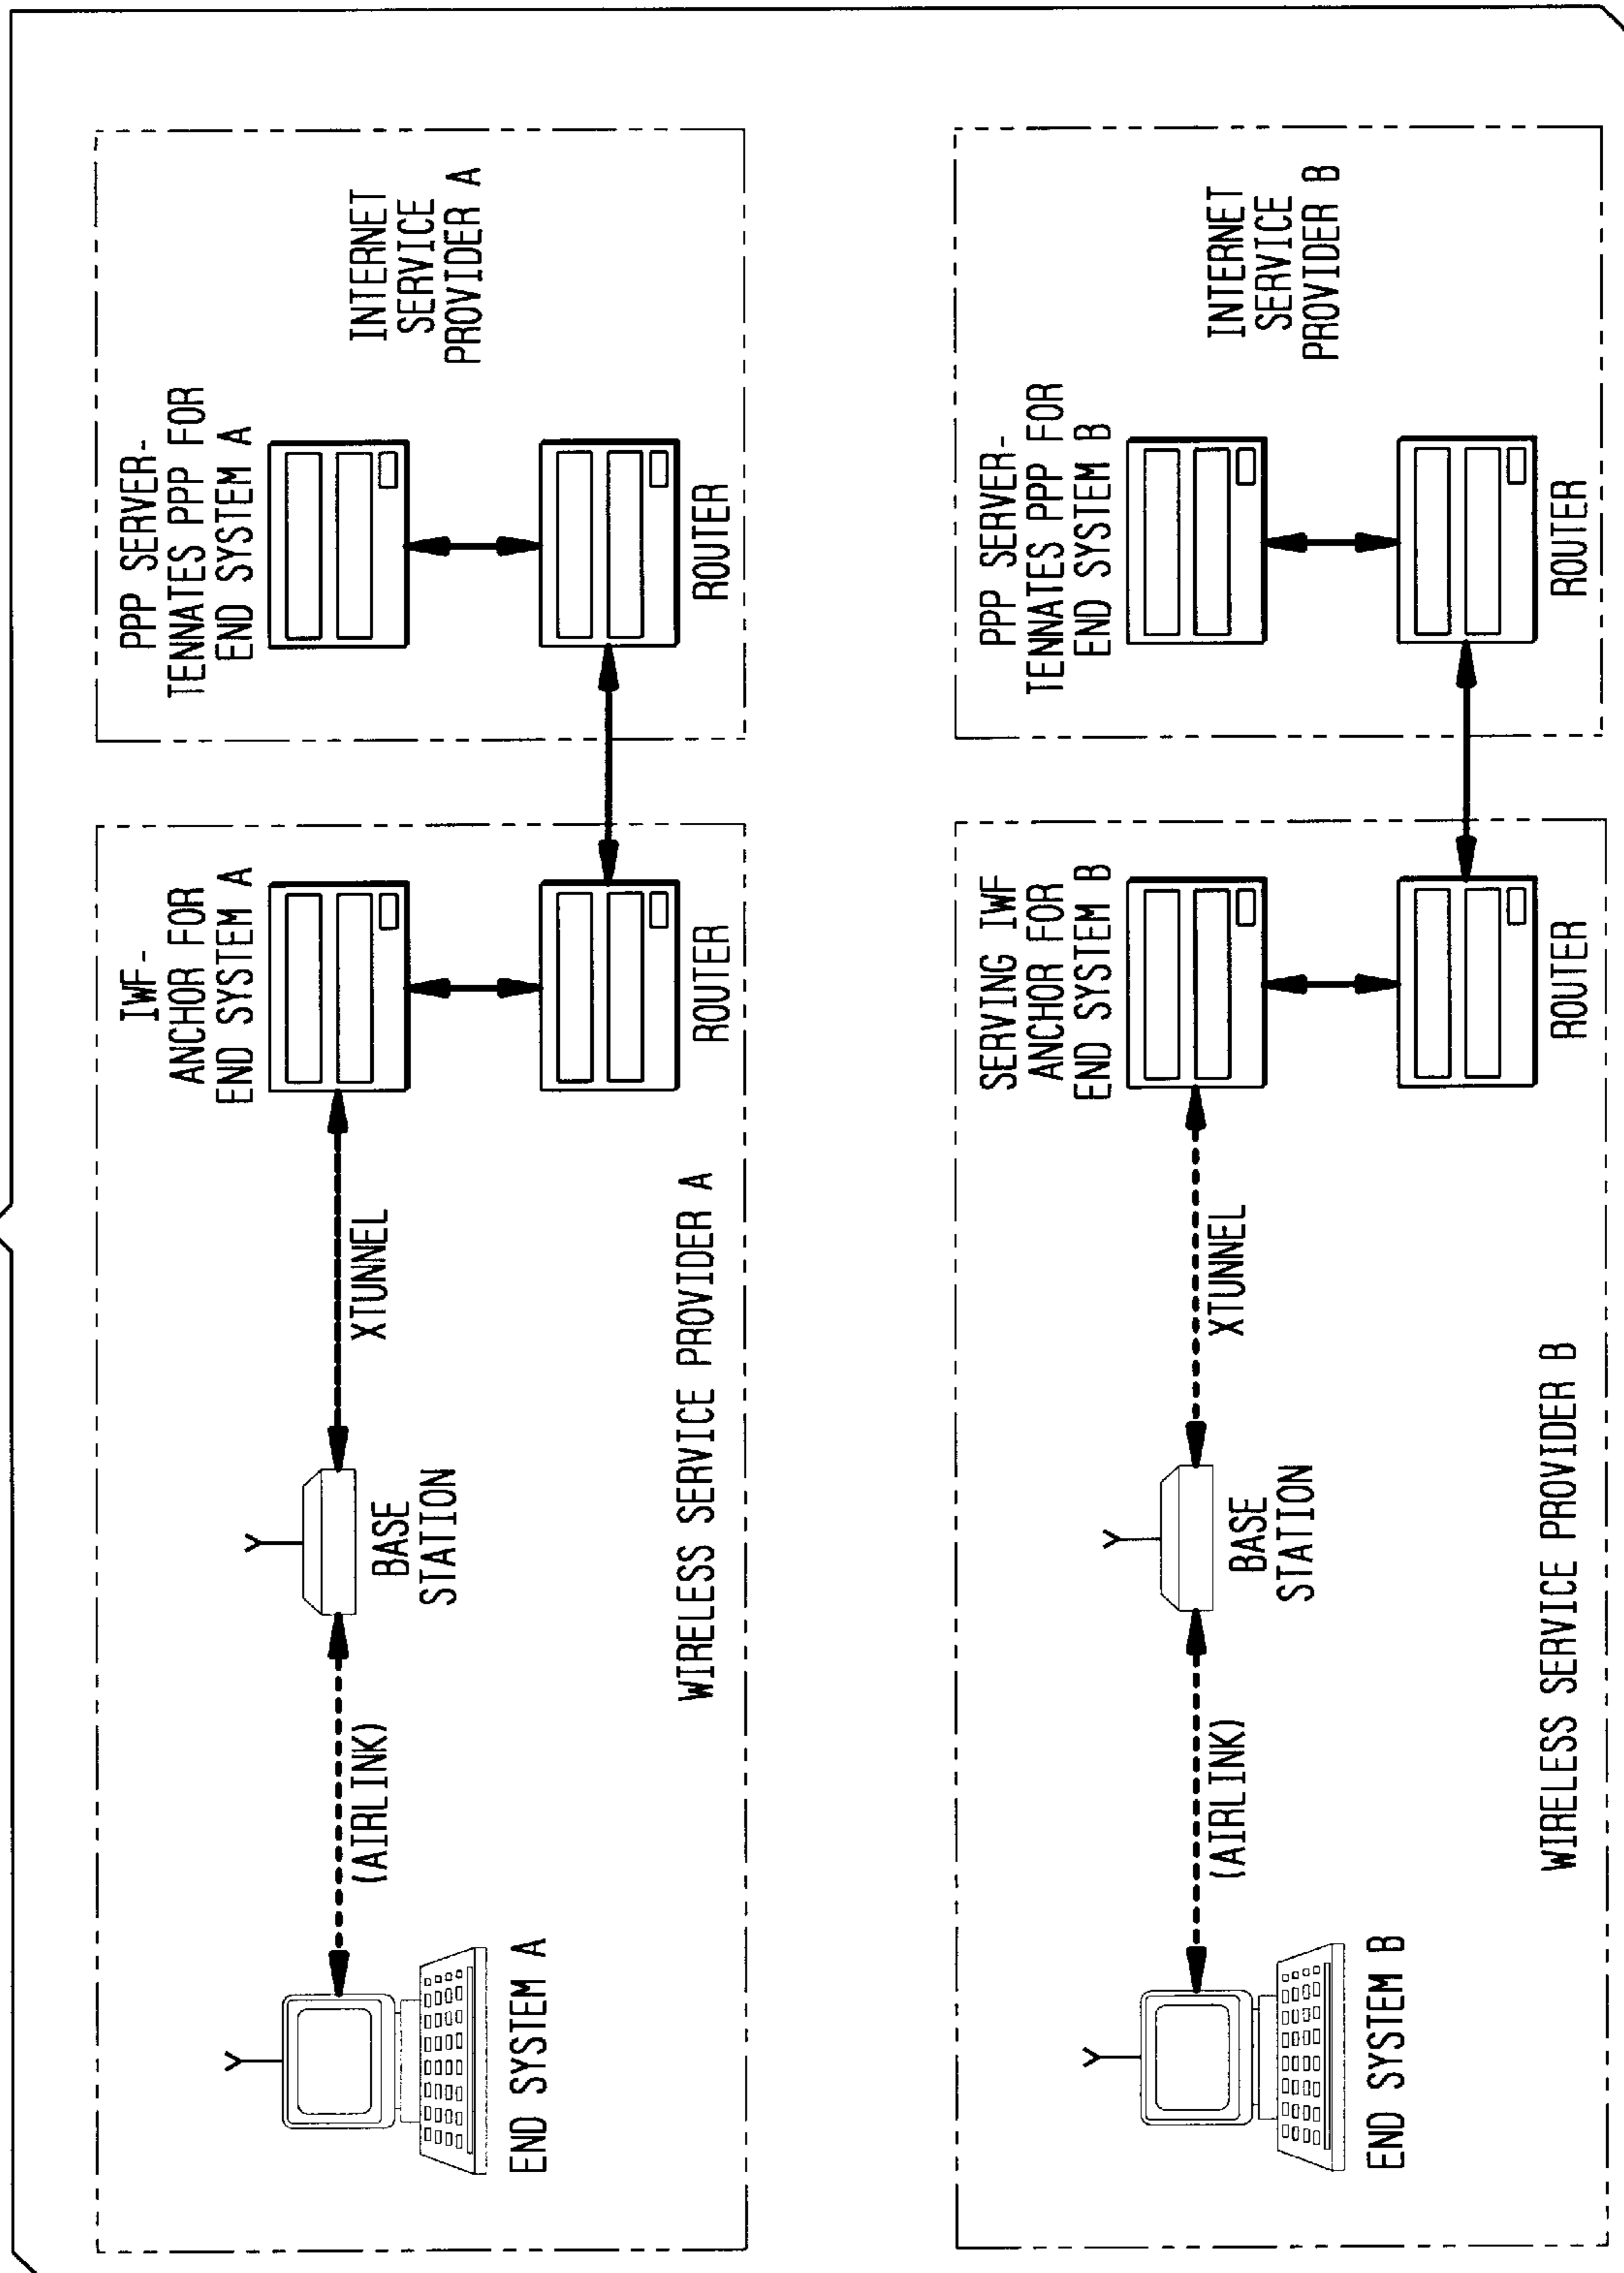 PPP SERVER-
TENNATES PPP FOR
END SYSTEM A
INTERNET
SERVICE
PROVIDER A
ROUTER
IWF-
ANCHOR FOR
END SYSTEM A
ROUTER
XTUNNEL
BASE
STATION
(AIRLINK)
END SYSTEM A
WIRELESS SERVICE PROVIDER A
PPP SERVER-
TENNATES PPP FOR
END SYSTEM B
INTERNET
SERVICE
PROVIDER B
ROUTER
SERVING IWF
ANCHOR FOR
END SYSTEM B
ROUTER
XTUNNEL
BASE
STATION
(AIRLINK)
END SYSTEM B
WIRELESS SERVICE PROVIDER B